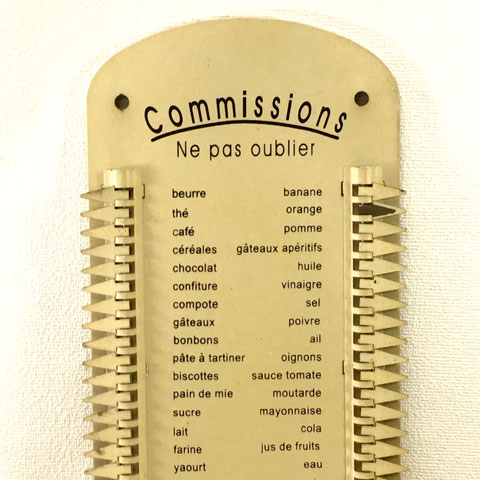 Commissions
Ne pas oublier
beurre banane
thé orange
café pomme
céréales gâteaux apéritifs
chocolat huile
confiture vinaigre
compote sel
gâteaux poivre
bonbons ail
pâte à tartiner oignons
biscottes sauce tomate
pain de mie moutarde
sucre mayonnaise
lait cola
farine jus de fruits
yaourt eau